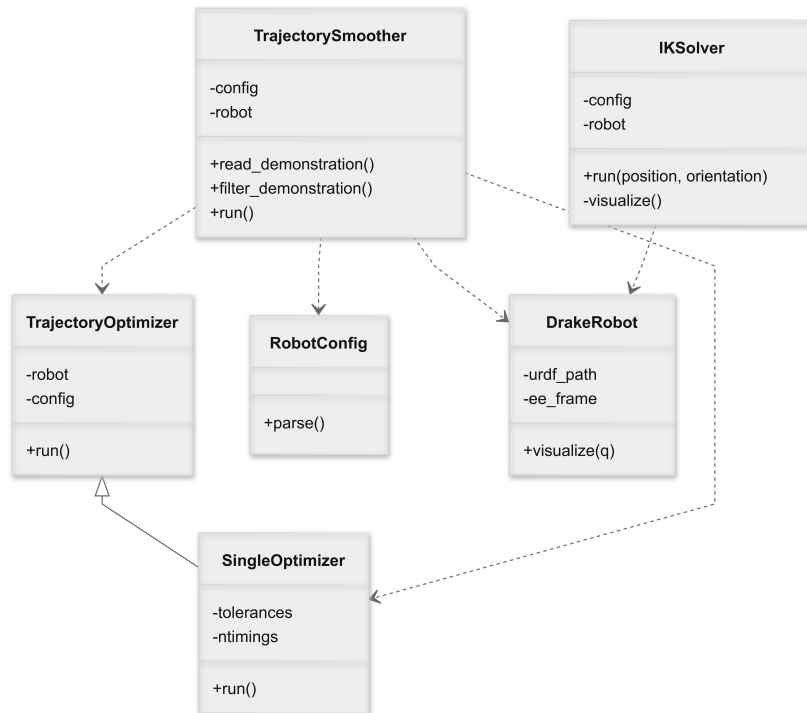 TrajectorySmoother
-config
-robot
+read_demonstration()
+filter_demonstration()
+run()
IKSolver
-config
-robot
+run(position, orientation)
-visualize()
TrajectoryOptimizer
-robot
-config
+run()
RobotConfig
+parse()
DrakeRobot
-urdf_path
-ee_frame
+visualize(q)
SingleOptimizer
-tolerances
-ntimings
+run()